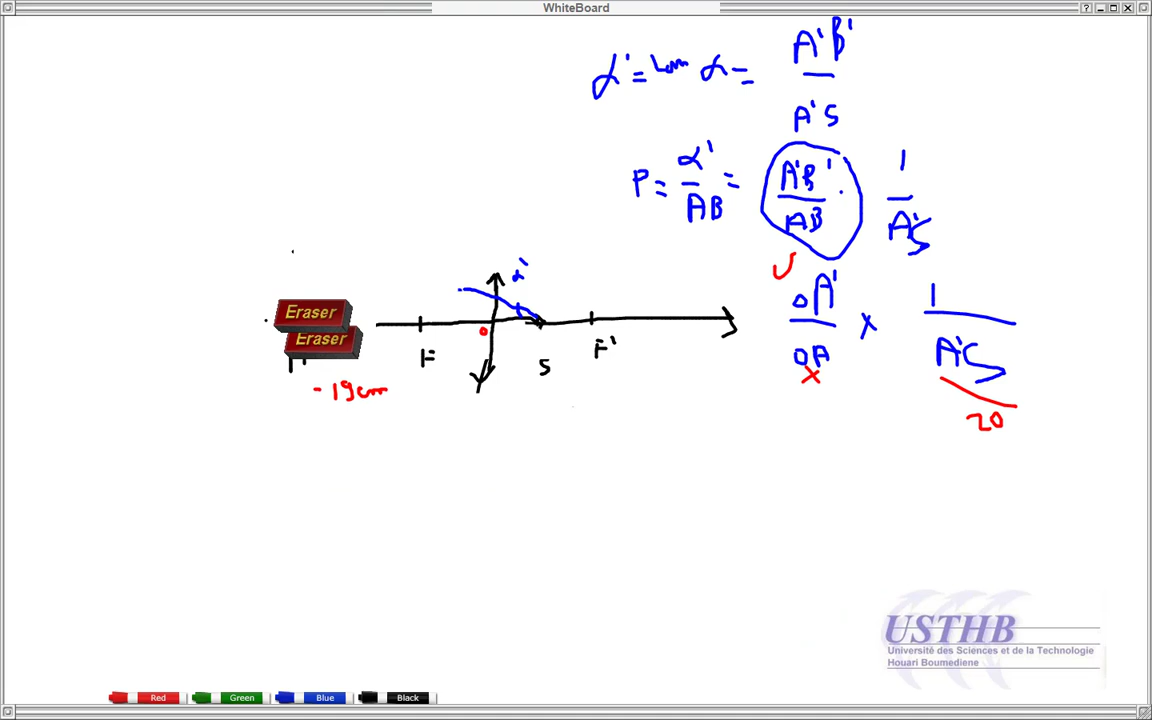 WhiteBoard
α' = tan α = A'B' / A'S
P = α' / AB = A'B' / AB · 1 / A'S
α'
OA' / OA × 1 / A'S
Eraser
Eraser
O
F
S
F'
-19cm
20
USTHB
Université des Sciences et de la Technologie
Houari Boumediene
Red
Green
Blue
Black